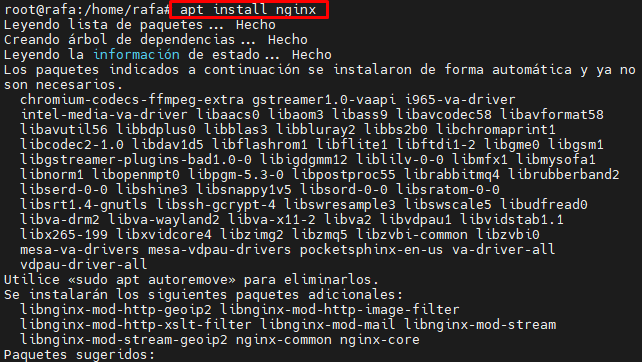 root@rafa:/home/rafa# apt install nginx
Leyendo lista de paquetes... Hecho
Creando árbol de dependencias... Hecho
Leyendo la información de estado... Hecho
Los paquetes indicados a continuación se instalaron de forma automática y ya no
son necesarios.
chromium-codecs-ffmpeg-extra gstreamer1.0-vaapi i965-va-driver
intel-media-va-driver libaacs0 libaom3 libass9 libavcodec58 libavformat58
libavutil56 libbdplus0 libblas3 libbluray2 libbs2b0 libchromaprint1
libcodec2-1.0 libdav1d5 libflashrom1 libflite1 libftdi1-2 libgme0 libgsm1
libgstreamer-plugins-bad1.0-0 libigdgmm12 liblilv-0-0 libmfx1 libmysofa1
libnorm1 libopenmpt0 libpgm-5.3-0 libpostproc55 librabbitmq4 librubberband2
libserd-0-0 libshine3 libsnappy1v5 libsord-0-0 libsratom-0-0
libsrt1.4-gnutls libssh-gcrypt-4 libswresample3 libswscale5 libudfread0
libva-drm2 libva-wayland2 libva-x11-2 libva2 libvdpau1 libvidstab1.1
libx265-199 libxvidcore4 libzimg2 libzmq5 libzvbi-common libzvbi0
mesa-va-drivers mesa-vdpau-drivers pocketsphinx-en-us va-driver-all
vdpau-driver-all
Utilice «sudo apt autoremove» para eliminarlos.
Se instalarán los siguientes paquetes adicionales:
libnginx-mod-http-geoip2 libnginx-mod-http-image-filter
libnginx-mod-http-xslt-filter libnginx-mod-mail libnginx-mod-stream
libnginx-mod-stream-geoip2 nginx-common nginx-core
Paquetes sugeridos: